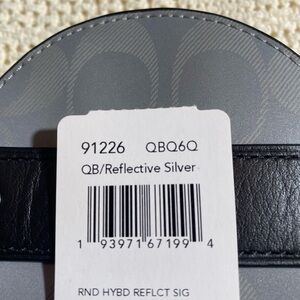 91226 QBQ6Q
QB/Reflective Silver
1 93971 67199 4
RND HYBD REFLCT SIG